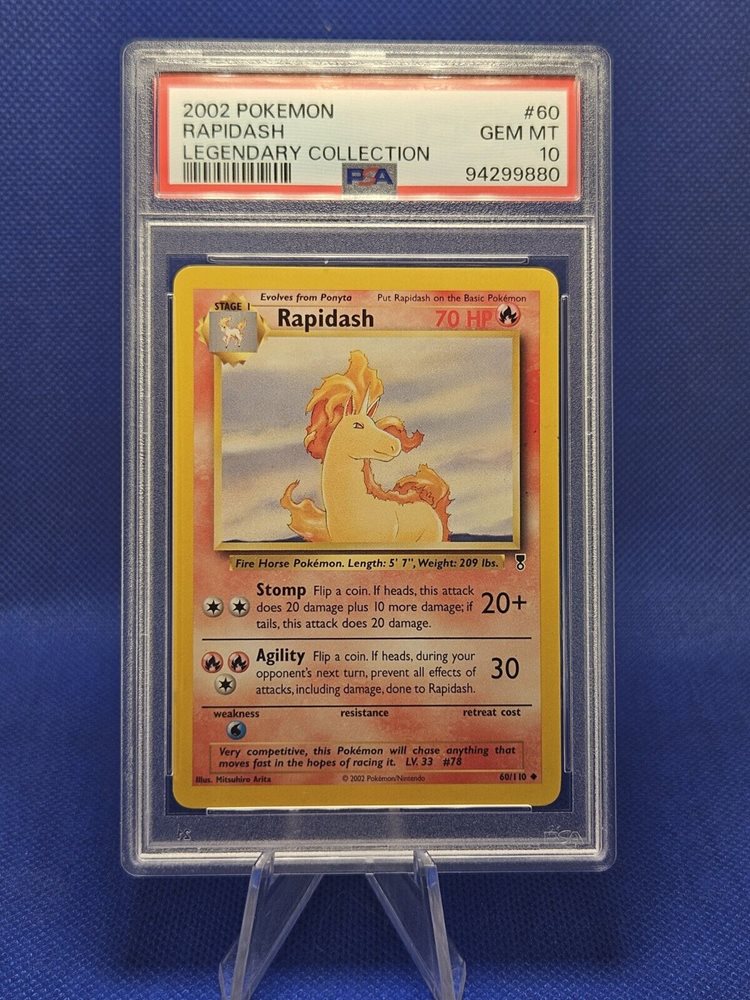 2002 POKEMON #60
RAPIDASH GEM MT
LEGENDARY COLLECTION 10
PSA 94299880
STAGE 1 Evolves from Ponyta Put Rapidash on the Basic Pokémon
Rapidash 70 HP
Fire Horse Pokémon. Length: 5' 7", Weight: 209 lbs.
Stomp Flip a coin. If heads, this attack
does 20 damage plus 10 more damage; if 20+
tails, this attack does 20 damage.
Agility Flip a coin. If heads, during your
opponent's next turn, prevent all effects of 30
attacks, including damage, done to Rapidash.
weakness resistance retreat cost
Very competitive, this Pokémon will chase anything that
moves fast in the hopes of racing it. LV. 33 #78
Illus. Mitsuhiro Arita © 2002 Pokémon/Nintendo 60/110
PSA